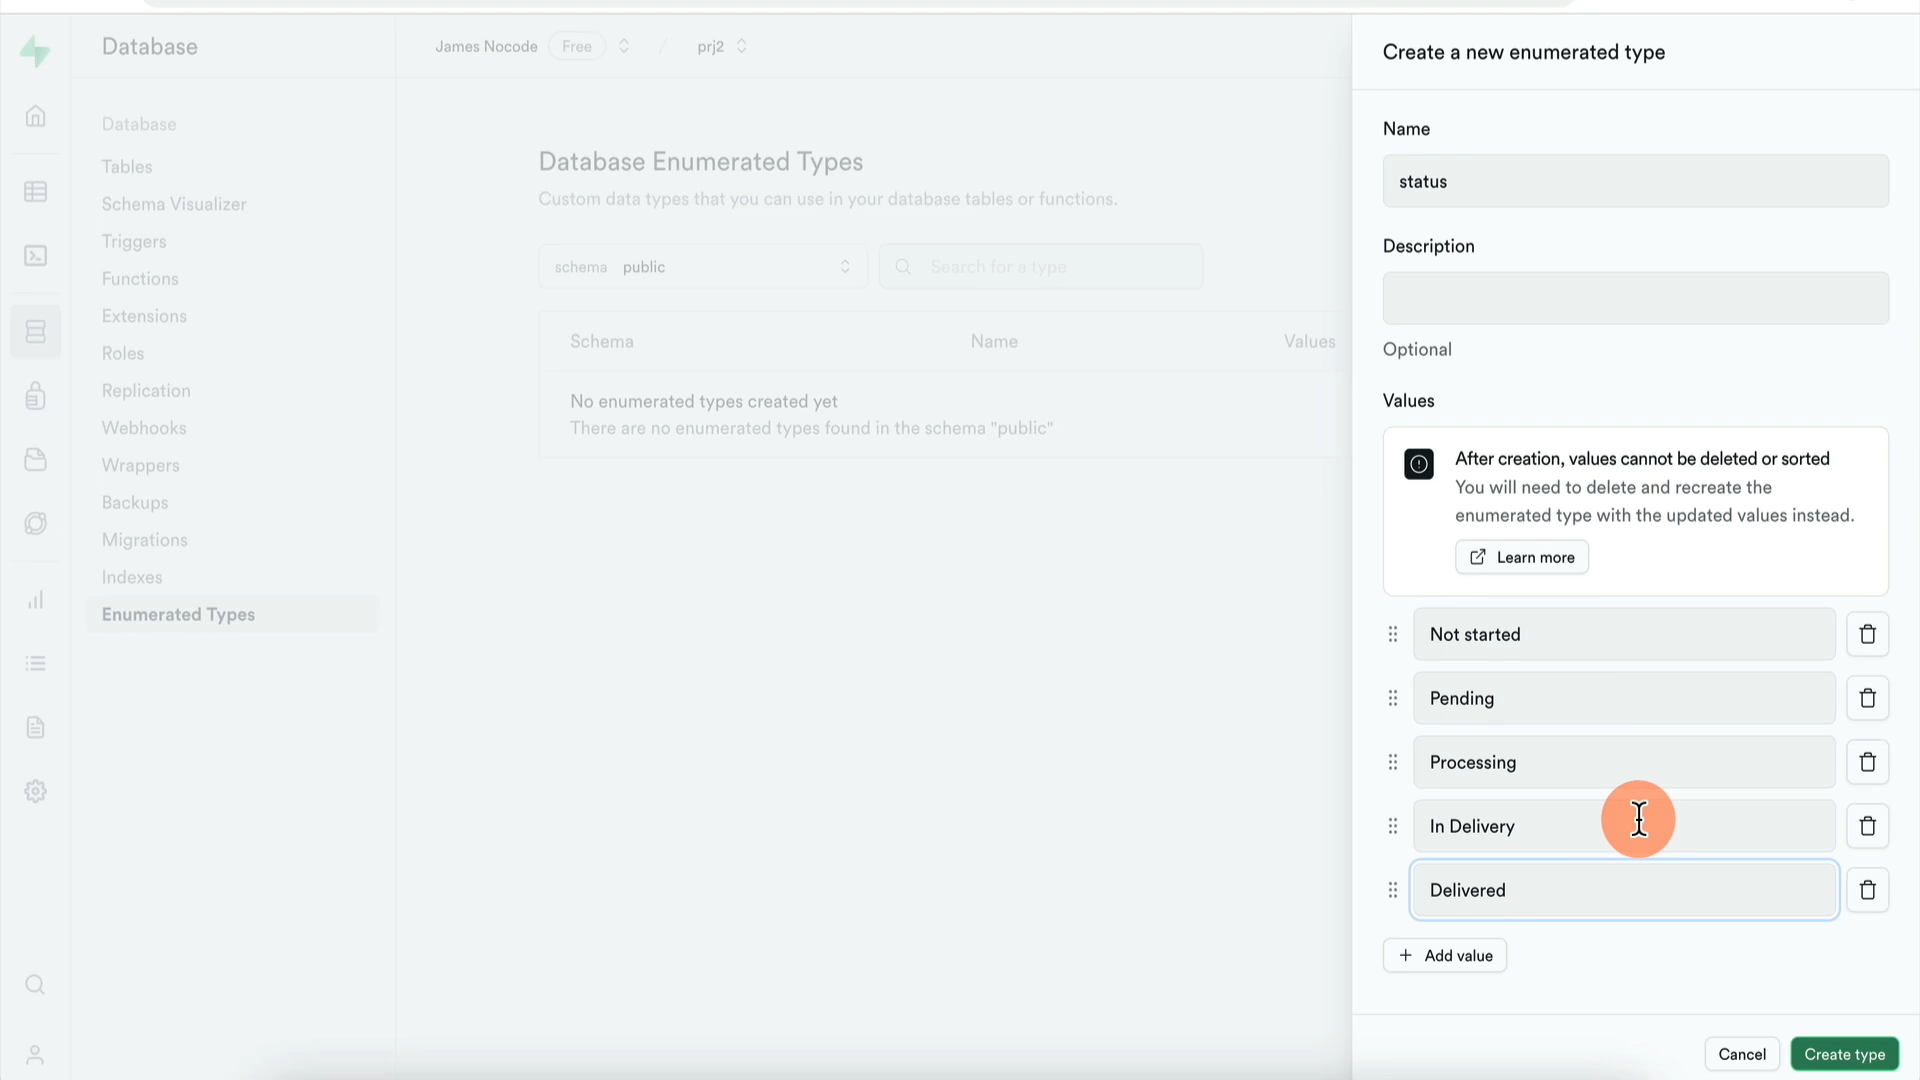 Database
James Nocode
Free
/
prj2
Database
Tables
Schema Visualizer
Triggers
Functions
Extensions
Roles
Replication
Webhooks
Wrappers
Backups
Migrations
Indexes
Enumerated Types
Database Enumerated Types
Custom data types that you can use in your database tables or functions.
schema public
Search for a type
Schema Name Values
No enumerated types created yet
There are no enumerated types found in the schema "public"
Create a new enumerated type
Name
status
Description
Optional
Values
After creation, values cannot be deleted or sorted
You will need to delete and recreate the
enumerated type with the updated values instead.
Learn more
Not started
Pending
Processing
In Delivery
Delivered
+ Add value
Cancel
Create type